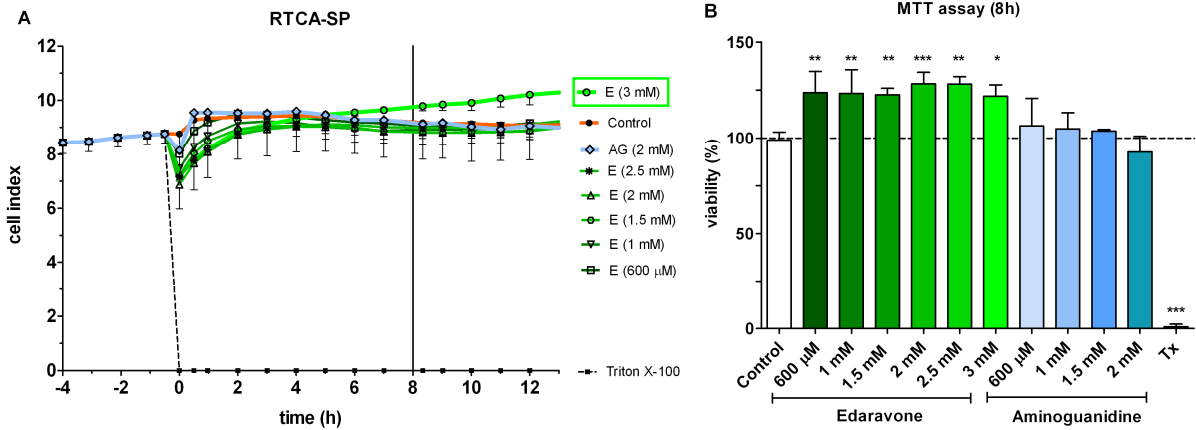 A
RTCA-SP
cell index
12
10
8
6
4
2
0
-4
-2
0
2
4
6
8
10
12
time (h)
E (3 mM)
Control
AG (2 mM)
E (2.5 mM)
E (2 mM)
E (1.5 mM)
E (1 mM)
E (600 µM)
Triton X-100
B
MTT assay (8h)
viability (%)
150
100
50
0
** ** ** *** ** * ***
Control
600 µM
1 mM
1.5 mM
2 mM
2.5 mM
3 mM
600 µM
1 mM
1.5 mM
2 mM
Tx
Edaravone
Aminoguanidine